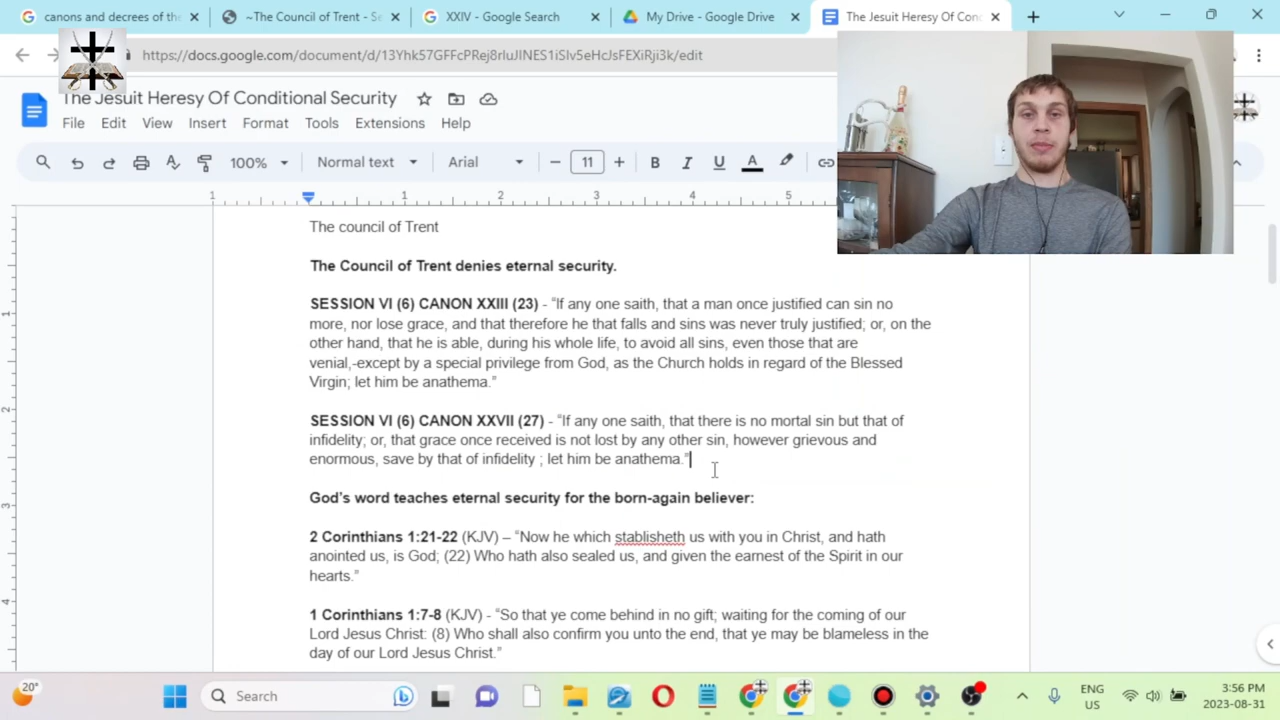 canons and decrees of the
~The Council of Trent - Se
XXIV - Google Search
My Drive - Google Drive
The Jesuit Heresy Of Cond
https://docs.google.com/document/d/13Yhk57GFFcPRej8rluJINES1iSlv5eHcJsFEXiRji3k/edit
The Jesuit Heresy Of Conditional Security
File Edit View Insert Format Tools Extensions Help
100% Normal text Arial 11 B I U A
1 1 2 3 4 5
The council of Trent
The Council of Trent denies eternal security.
SESSION VI (6) CANON XXIII (23) - “If any one saith, that a man once justified can sin no
more, nor lose grace, and that therefore he that falls and sins was never truly justified; or, on the
other hand, that he is able, during his whole life, to avoid all sins, even those that are
venial,-except by a special privilege from God, as the Church holds in regard of the Blessed
Virgin; let him be anathema.”
SESSION VI (6) CANON XXVII (27) - “If any one saith, that there is no mortal sin but that of
infidelity; or, that grace once received is not lost by any other sin, however grievous and
enormous, save by that of infidelity ; let him be anathema.”
God’s word teaches eternal security for the born-again believer:
2 Corinthians 1:21-22 (KJV) – “Now he which stablisheth us with you in Christ, and hath
anointed us, is God; (22) Who hath also sealed us, and given the earnest of the Spirit in our
hearts.”
1 Corinthians 1:7-8 (KJV) - “So that ye come behind in no gift; waiting for the coming of our
Lord Jesus Christ: (8) Who shall also confirm you unto the end, that ye may be blameless in the
day of our Lord Jesus Christ.”
1
2
3
4
20°
Search
ENG
US
3:56 PM
2023-08-31